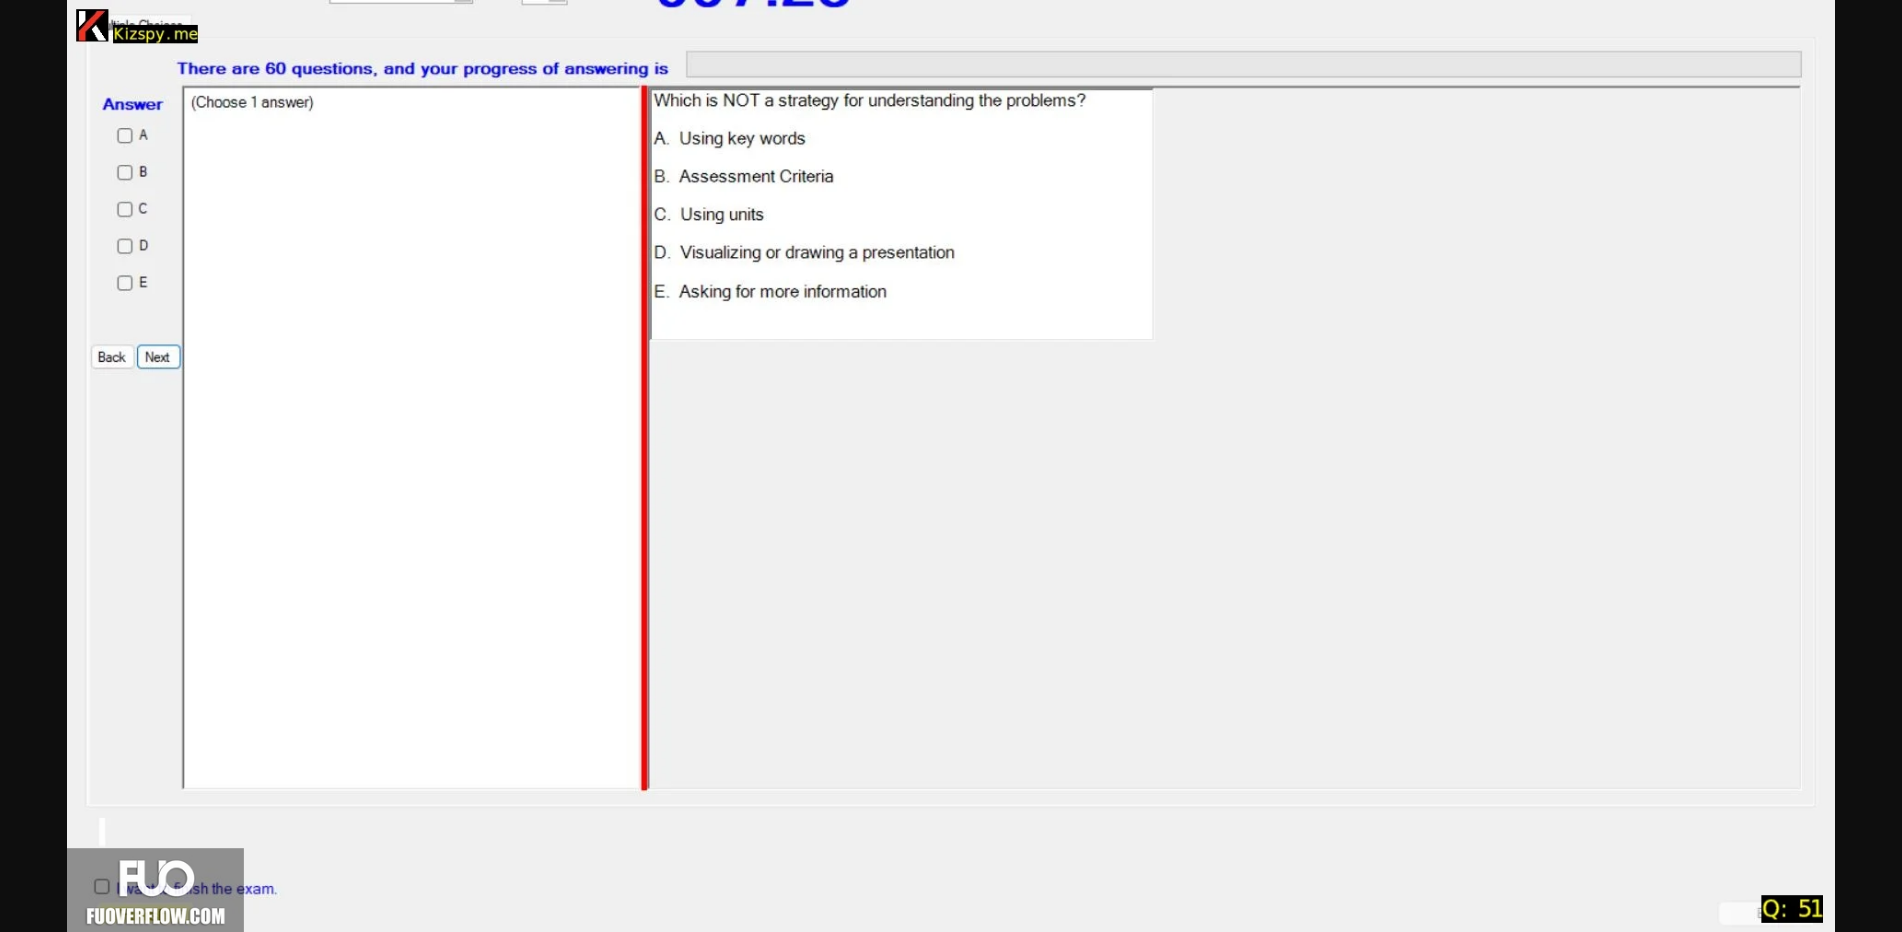 Kizspy.me
There are 60 questions, and your progress of answering is
Answer
(Choose 1 answer)
A
B
C
D
E
Back Next
Which is NOT a strategy for understanding the problems?
A. Using key words
B. Assessment Criteria
C. Using units
D. Visualizing or drawing a presentation
E. Asking for more information
FUO
the exam.
FUOVERFLOW.COM
Q: 51